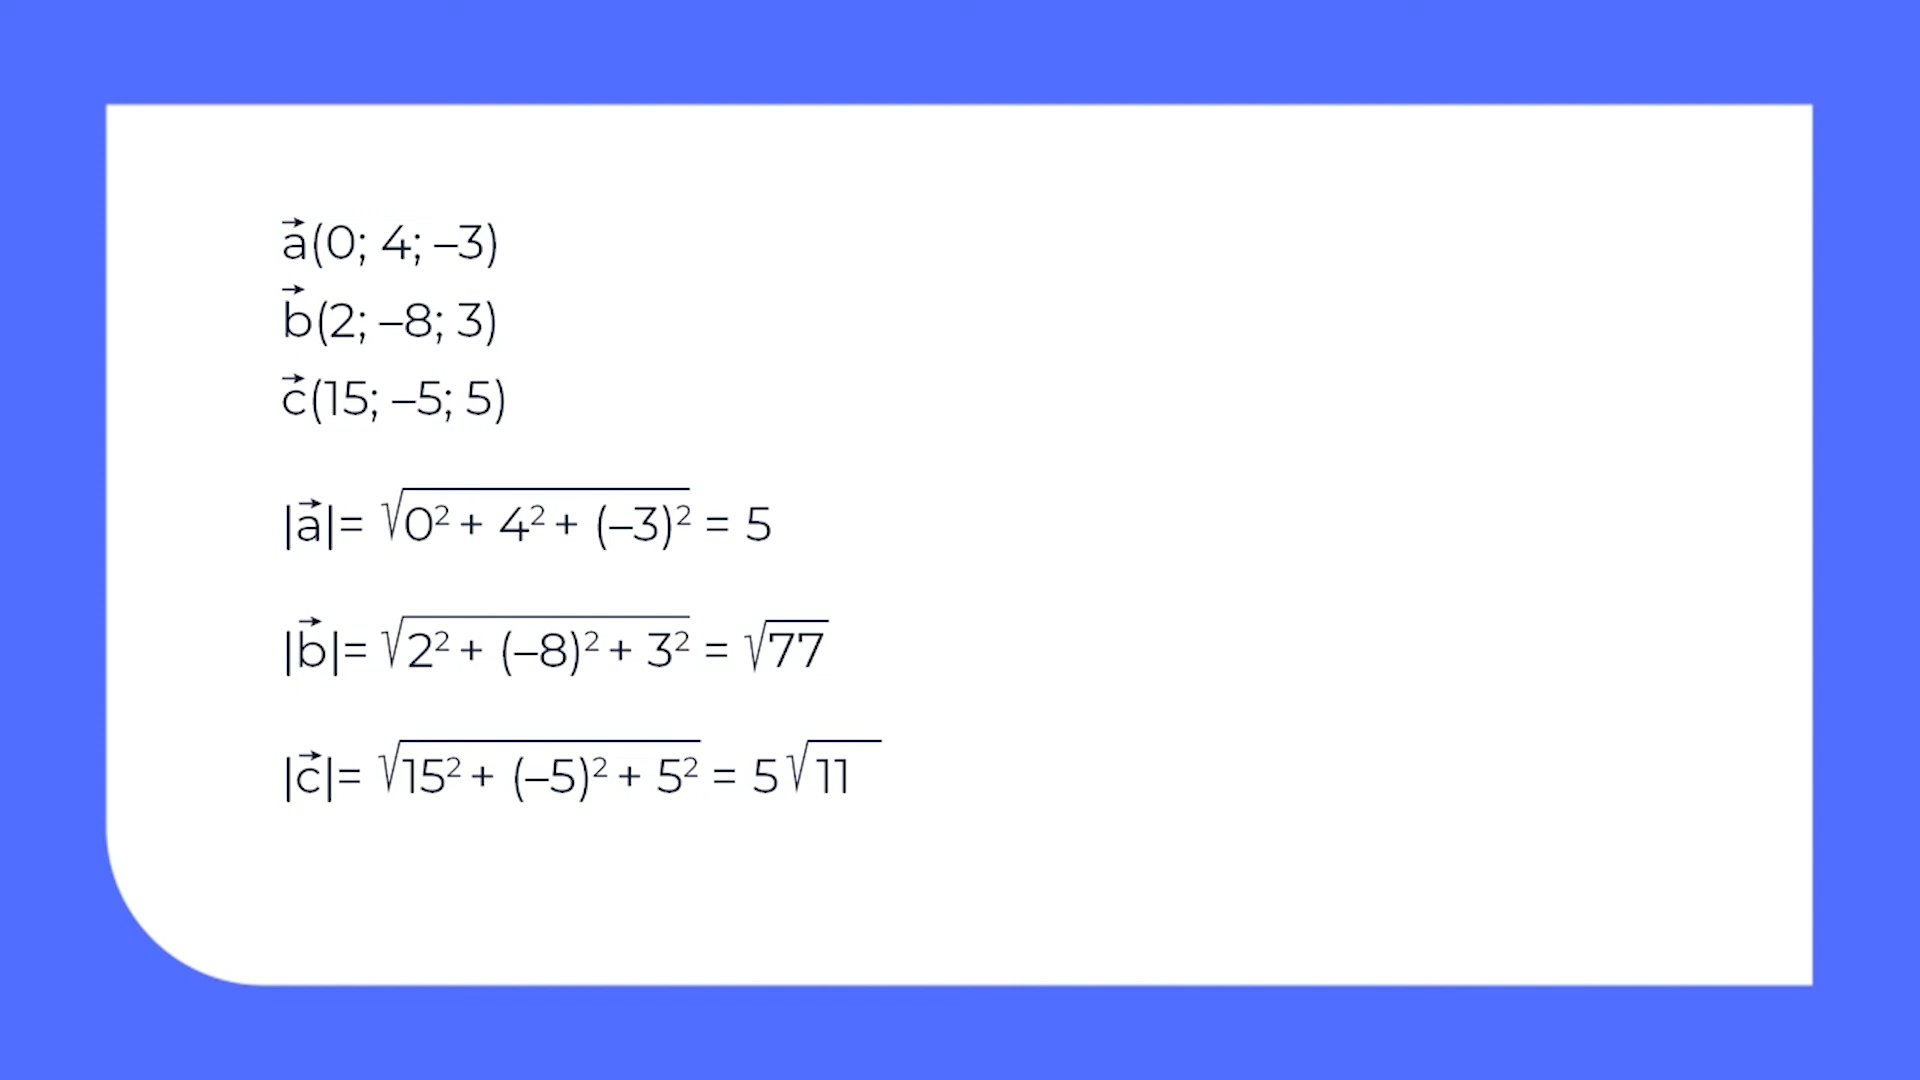 a⃗(0; 4; –3)
b⃗(2; –8; 3)
c⃗(15; –5; 5)
|a⃗|= √0² + 4² + (–3)² = 5
|b⃗|= √2² + (–8)² + 3² = √77
|c⃗|= √15² + (–5)² + 5² = 5√11